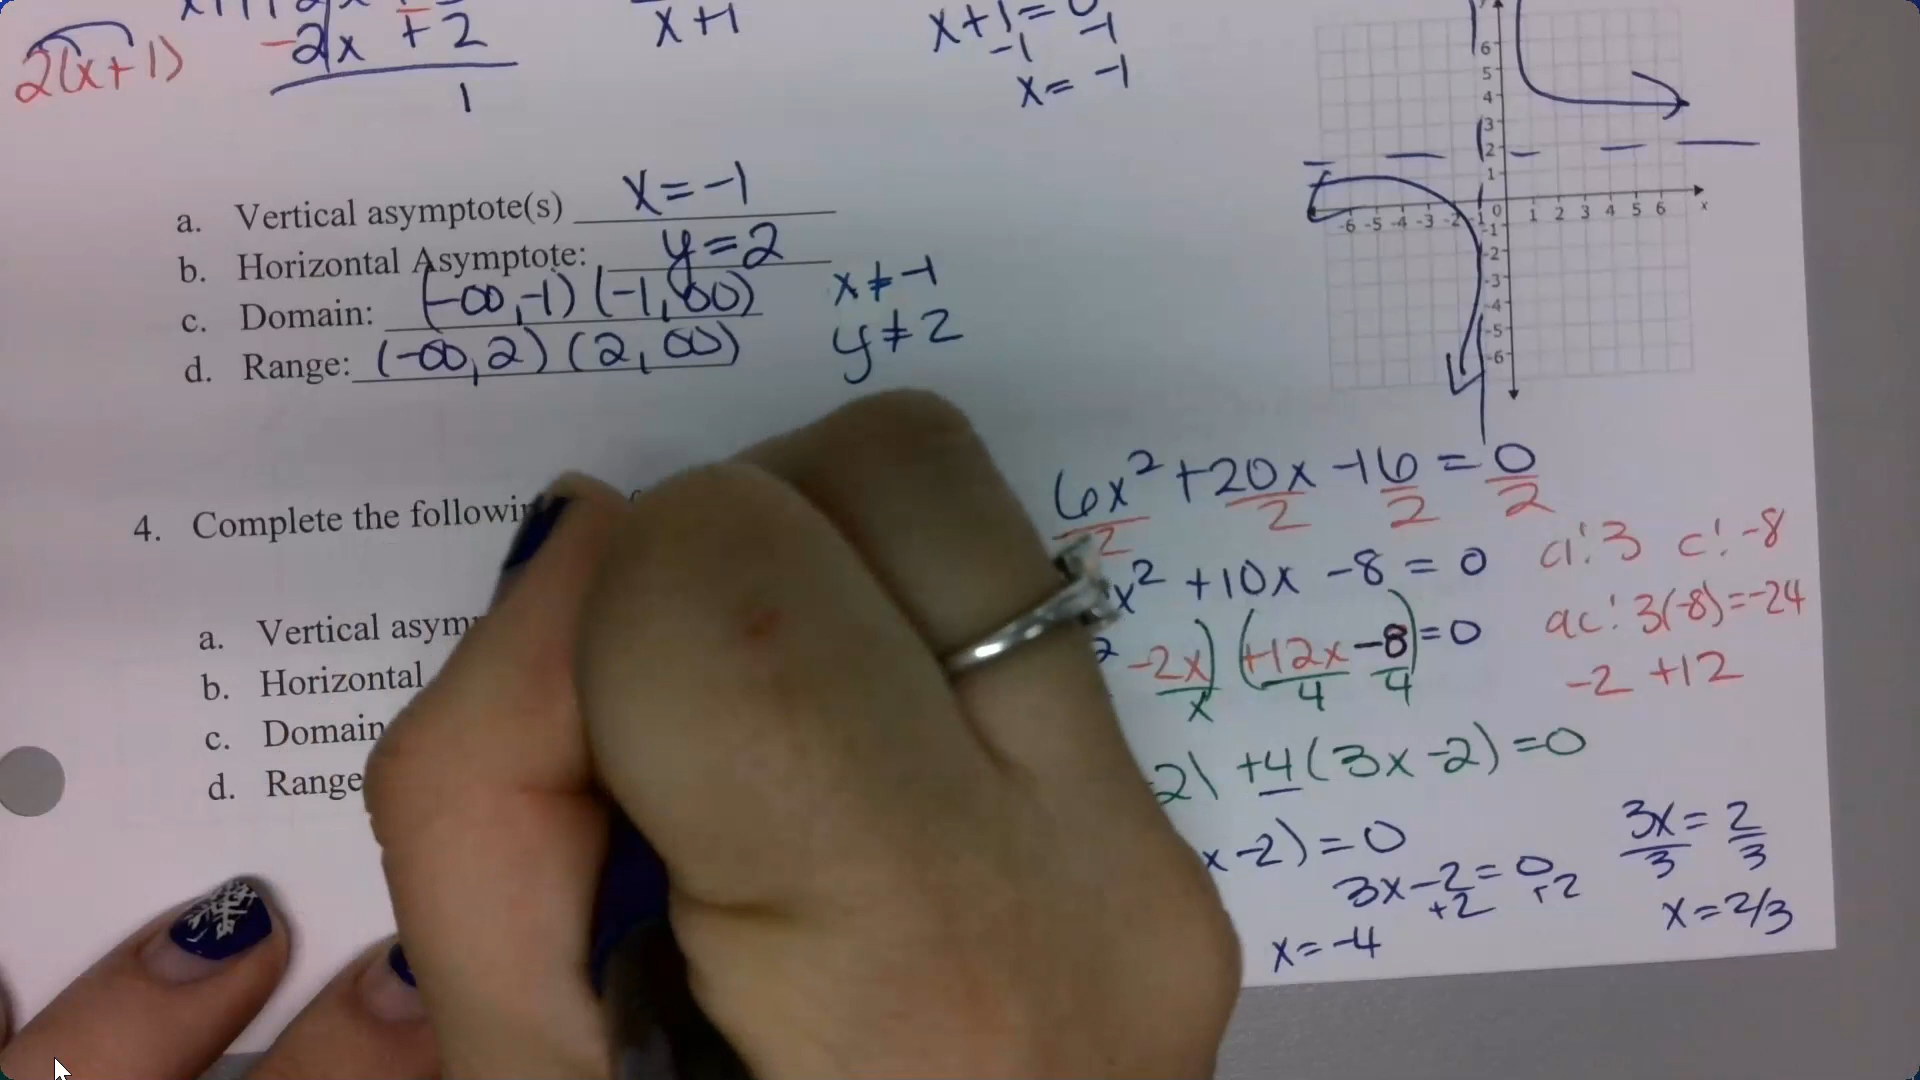 2(x+1)
-2x + 2
1
x+1
x+1=0
-1 -1
x= -1
a. Vertical asymptote(s) x=-1
b. Horizontal Asymptote: y=2
c. Domain: (-∞,-1) (-1,∞)
d. Range: (-∞,2) (2,∞)
x≠-1
y≠2
6
5
4
3
2
1
0
-6 -5 -4 -3 -2 -1
1 2 3 4 5 6 x
-1
-2
-3
-4
-5
-6
4. Complete the
a. Vertical
b. Horizontal
c. Domain
d. Range
6x² +20x -16 = 0
2 2 2 2
x² +10x -8 = 0
-2x) (+12x -8)=0
x 4 4
+4(3x-2)=0
x-2)=0
3x-2=0
+2 +2
x=-4
3x=2
3 3
x=2/3
a: 3 c: -8
ac: 3(-8)=-24
-2 +12